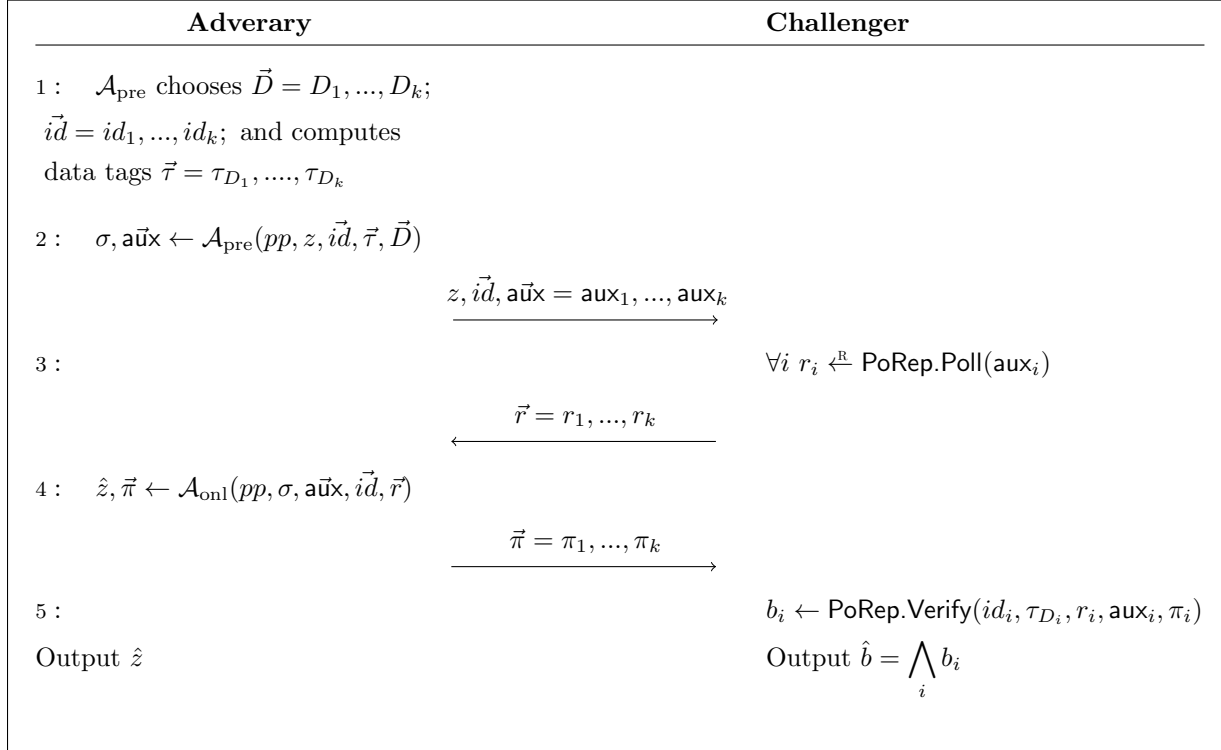 Adverary Challenger
1 : 𝒜_pre chooses D⃗ = D_1, ..., D_k;
id⃗ = id_1, ..., id_k; and computes
data tags τ⃗ = τ_{D_1}, ...., τ_{D_k}
2 : σ, aux⃗ ← 𝒜_pre(pp, z, id⃗, τ⃗, D⃗)
z, id⃗, aux⃗ = aux_1, ..., aux_k
3 : ∀i r_i ←^R PoRep.Poll(aux_i)
r⃗ = r_1, ..., r_k
4 : ẑ, π⃗ ← 𝒜_onl(pp, σ, aux⃗, id⃗, r⃗)
π⃗ = π_1, ..., π_k
5 : b_i ← PoRep.Verify(id_i, τ_{D_i}, r_i, aux_i, π_i)
Output ẑ Output b̂ = ⋀_i b_i